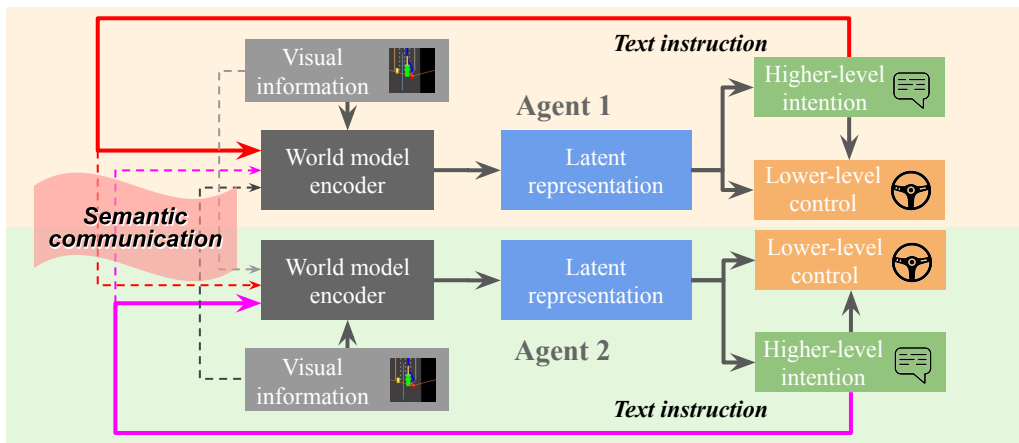 Text instruction
Visual
information
Higher-level
intention
Agent 1
World model
encoder
Latent
representation
Lower-level
control
Semantic
communication
World model
encoder
Latent
representation
Lower-level
control
Agent 2
Visual
information
Higher-level
intention
Text instruction